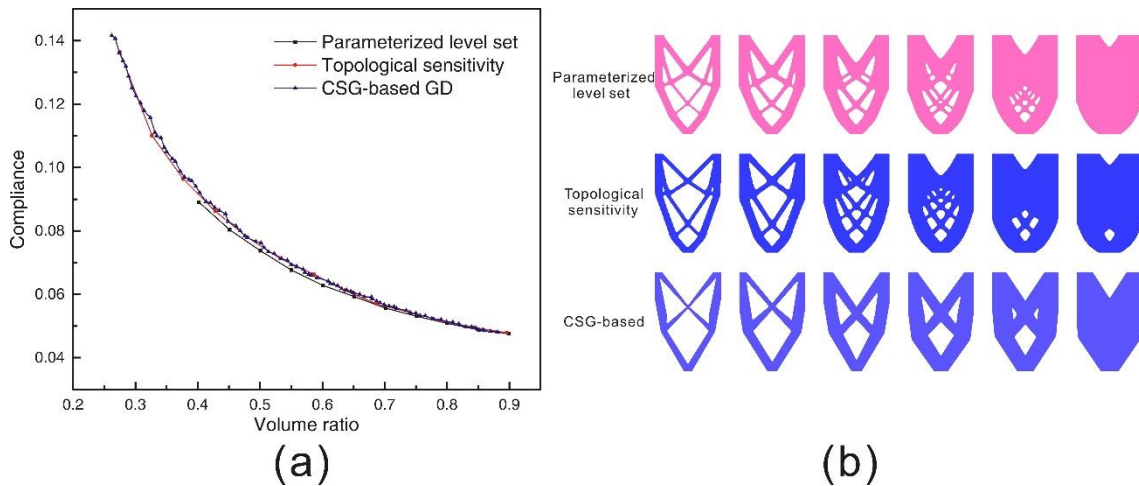 0.14
0.12
0.10
0.08
0.06
0.04
Compliance
Parameterized level set
Topological sensitivity
CSG-based GD
0.2 0.3 0.4 0.5 0.6 0.7 0.8 0.9
Volume ratio
(a)
Parameterized
level set
Topological
sensitivity
CSG-based
(b)